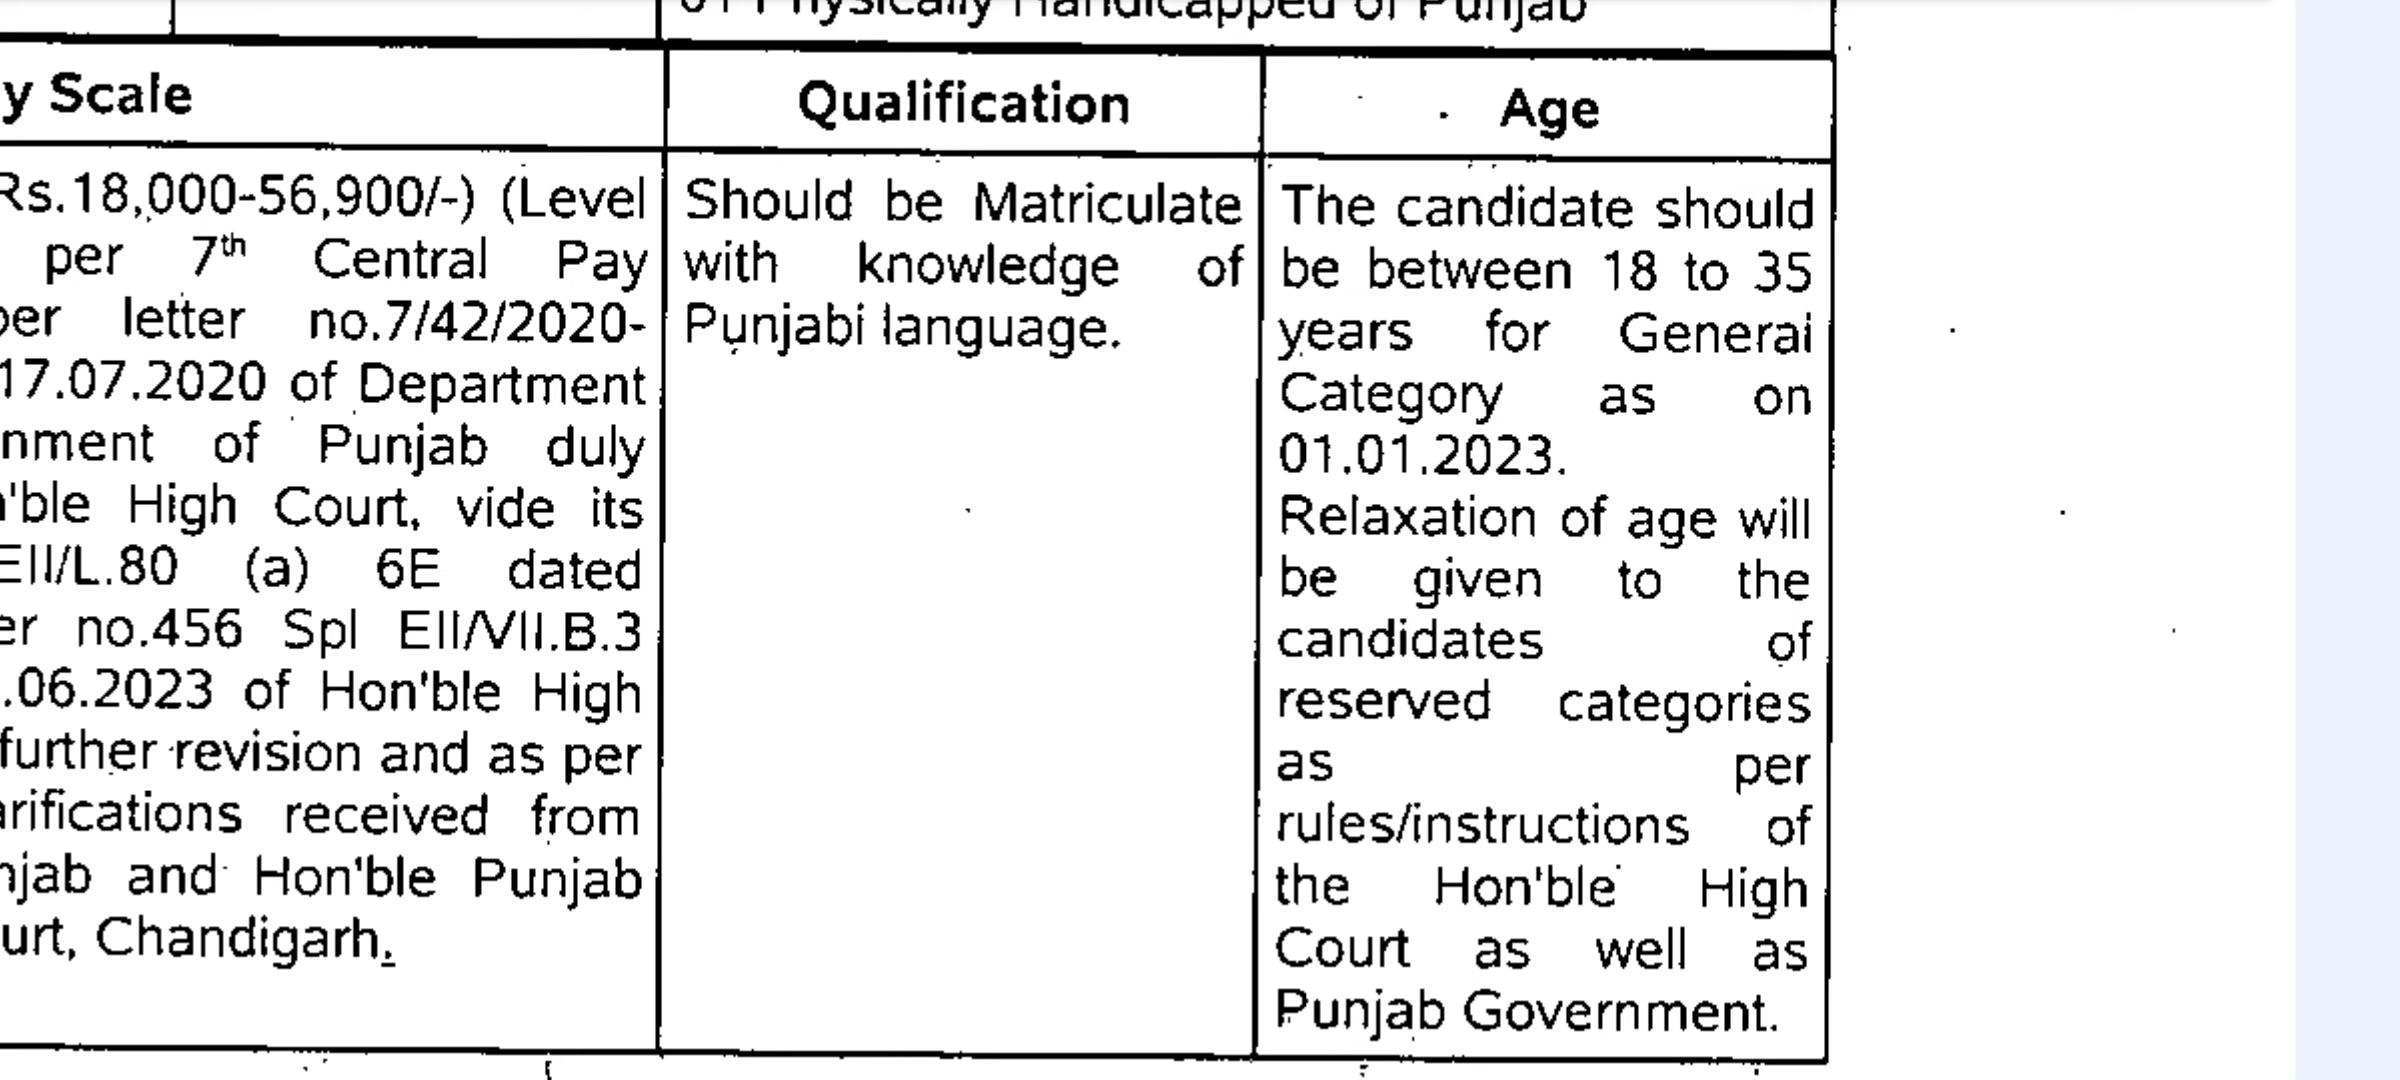 01 Physically Handicapped of Punjab
y Scale
Qualification
Age
Rs.18,000-56,900/-) (Level
per 7th Central Pay
per letter no.7/42/2020-
17.07.2020 of Department
nment of Punjab duly
n'ble High Court, vide its
EII/L.80 (a) 6E dated
er no.456 Spl EII/VII.B.3
.06.2023 of Hon'ble High
further revision and as per
arifications received from
njab and Hon'ble Punjab
urt, Chandigarh.
Should be Matriculate
with knowledge of
Punjabi language.
The candidate should
be between 18 to 35
years for General
Category as on
01.01.2023.
Relaxation of age will
be given to the
candidates of
reserved categories
as per
rules/instructions of
the Hon'ble High
Court as well as
Punjab Government.